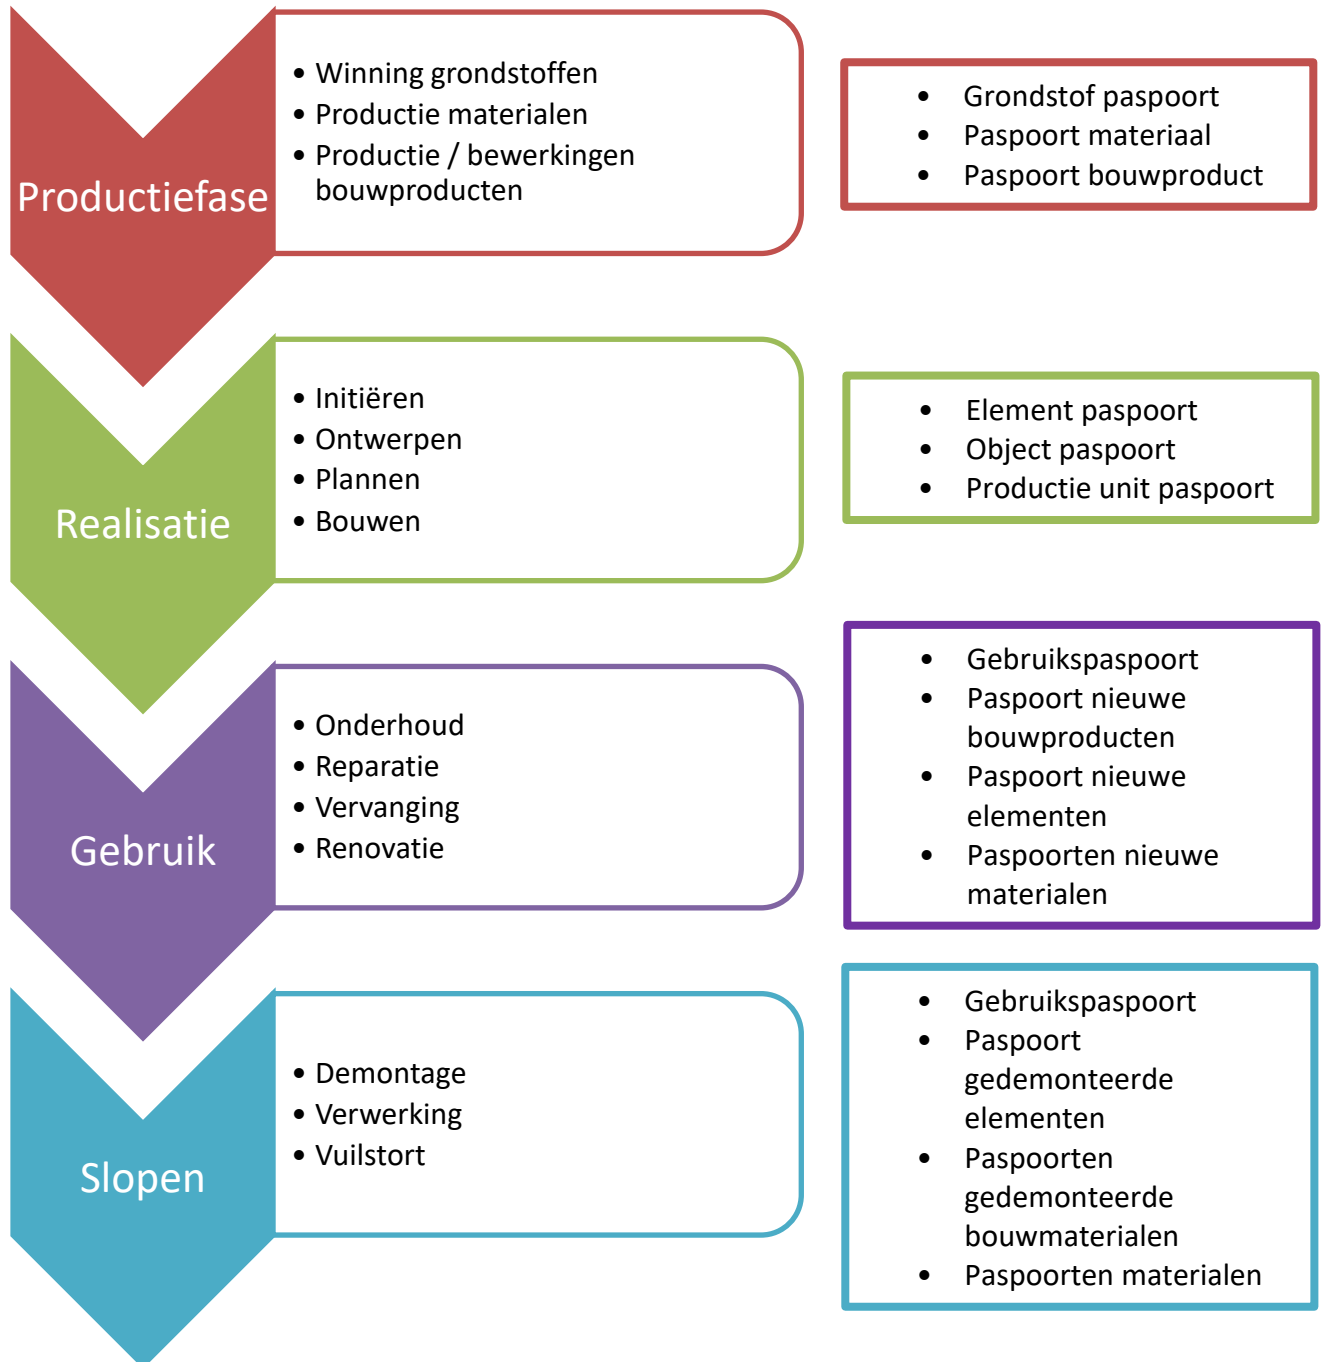 Productiefase
• Winning grondstoffen
• Productie materialen
• Productie / bewerkingen
bouwproducten
• Grondstof paspoort
• Paspoort materiaal
• Paspoort bouwproduct
Realisatie
• Initiëren
• Ontwerpen
• Plannen
• Bouwen
• Element paspoort
• Object paspoort
• Productie unit paspoort
Gebruik
• Onderhoud
• Reparatie
• Vervanging
• Renovatie
• Gebruikspaspoort
• Paspoort nieuwe
bouwproducten
• Paspoort nieuwe
elementen
• Paspoorten nieuwe
materialen
Slopen
• Demontage
• Verwerking
• Vuilstort
• Gebruikspaspoort
• Paspoort
gedemonteerde
elementen
• Paspoorten
gedemonteerde
bouwmaterialen
• Paspoorten materialen